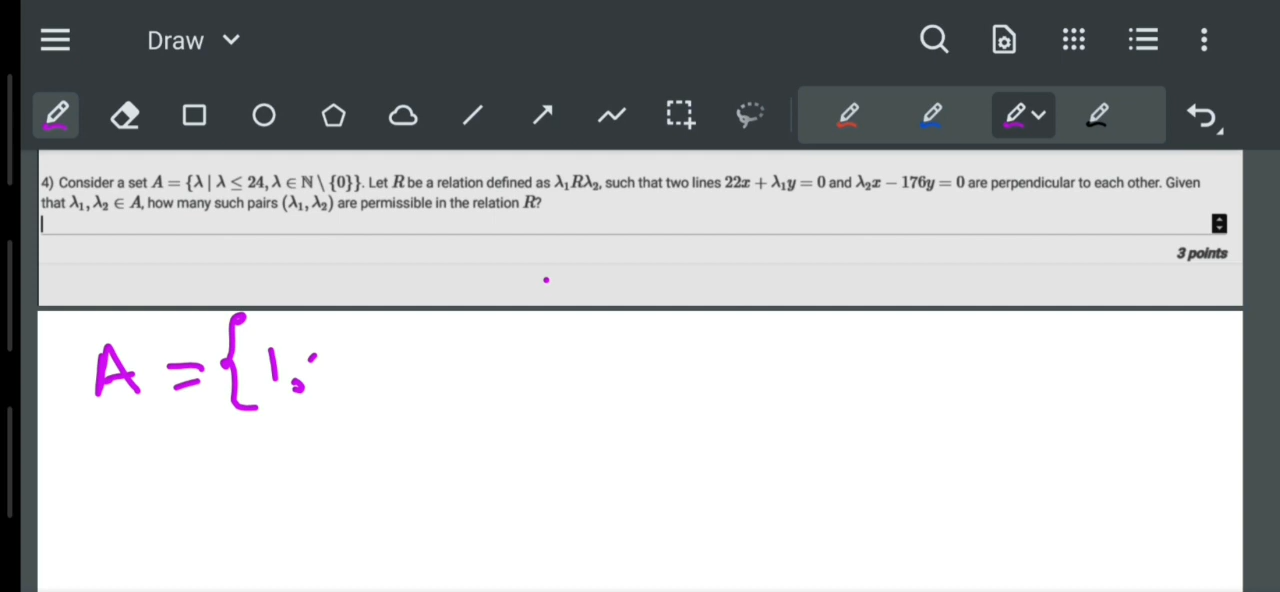 Draw
4) Consider a set A = {λ | λ ≤ 24, λ ∈ ℕ \ {0}}. Let R be a relation defined as λ₁Rλ₂, such that two lines 22x + λ₁y = 0 and λ₂x − 176y = 0 are perpendicular to each other. Given
that λ₁, λ₂ ∈ A, how many such pairs (λ₁, λ₂) are permissible in the relation R?
3 points
A = {1,